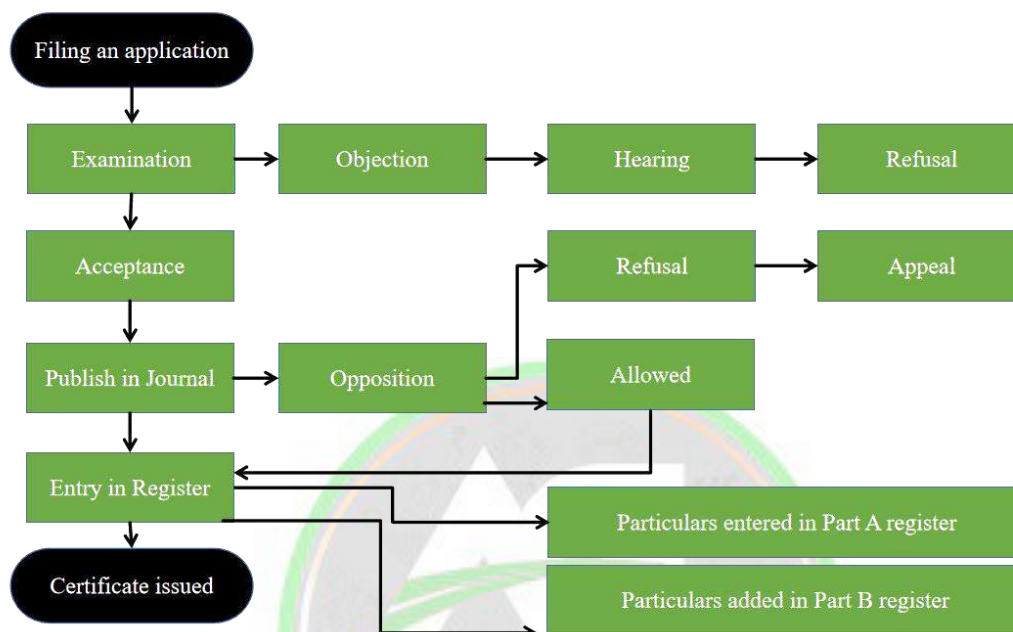 Filing an application
Examination
Objection
Hearing
Refusal
Acceptance
Refusal
Appeal
Publish in Journal
Opposition
Allowed
Entry in Register
Particulars entered in Part A register
Certificate issued
Particulars added in Part B register